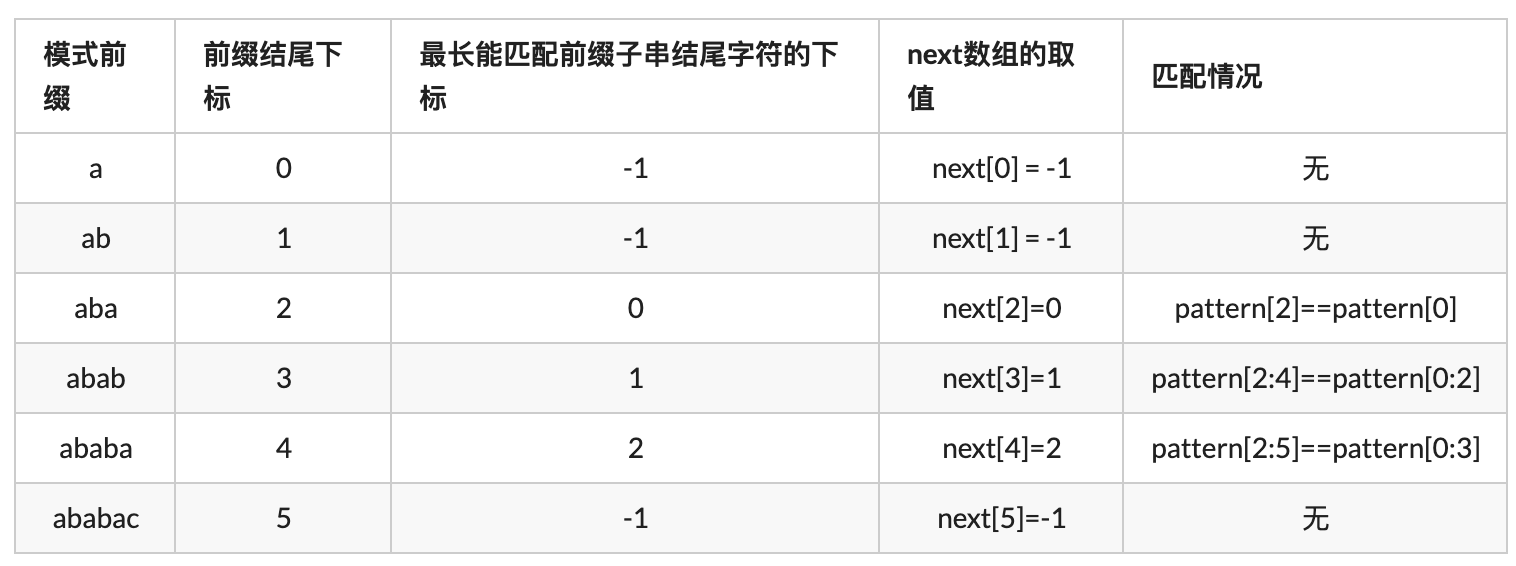 模式前缀 前缀结尾下标 最长能匹配前缀子串结尾字符的下标 next数组的取值 匹配情况
a 0 -1 next[0] = -1 无
ab 1 -1 next[1] = -1 无
aba 2 0 next[2]=0 pattern[2]==pattern[0]
abab 3 1 next[3]=1 pattern[2:4]==pattern[0:2]
ababa 4 2 next[4]=2 pattern[2:5]==pattern[0:3]
ababac 5 -1 next[5]=-1 无